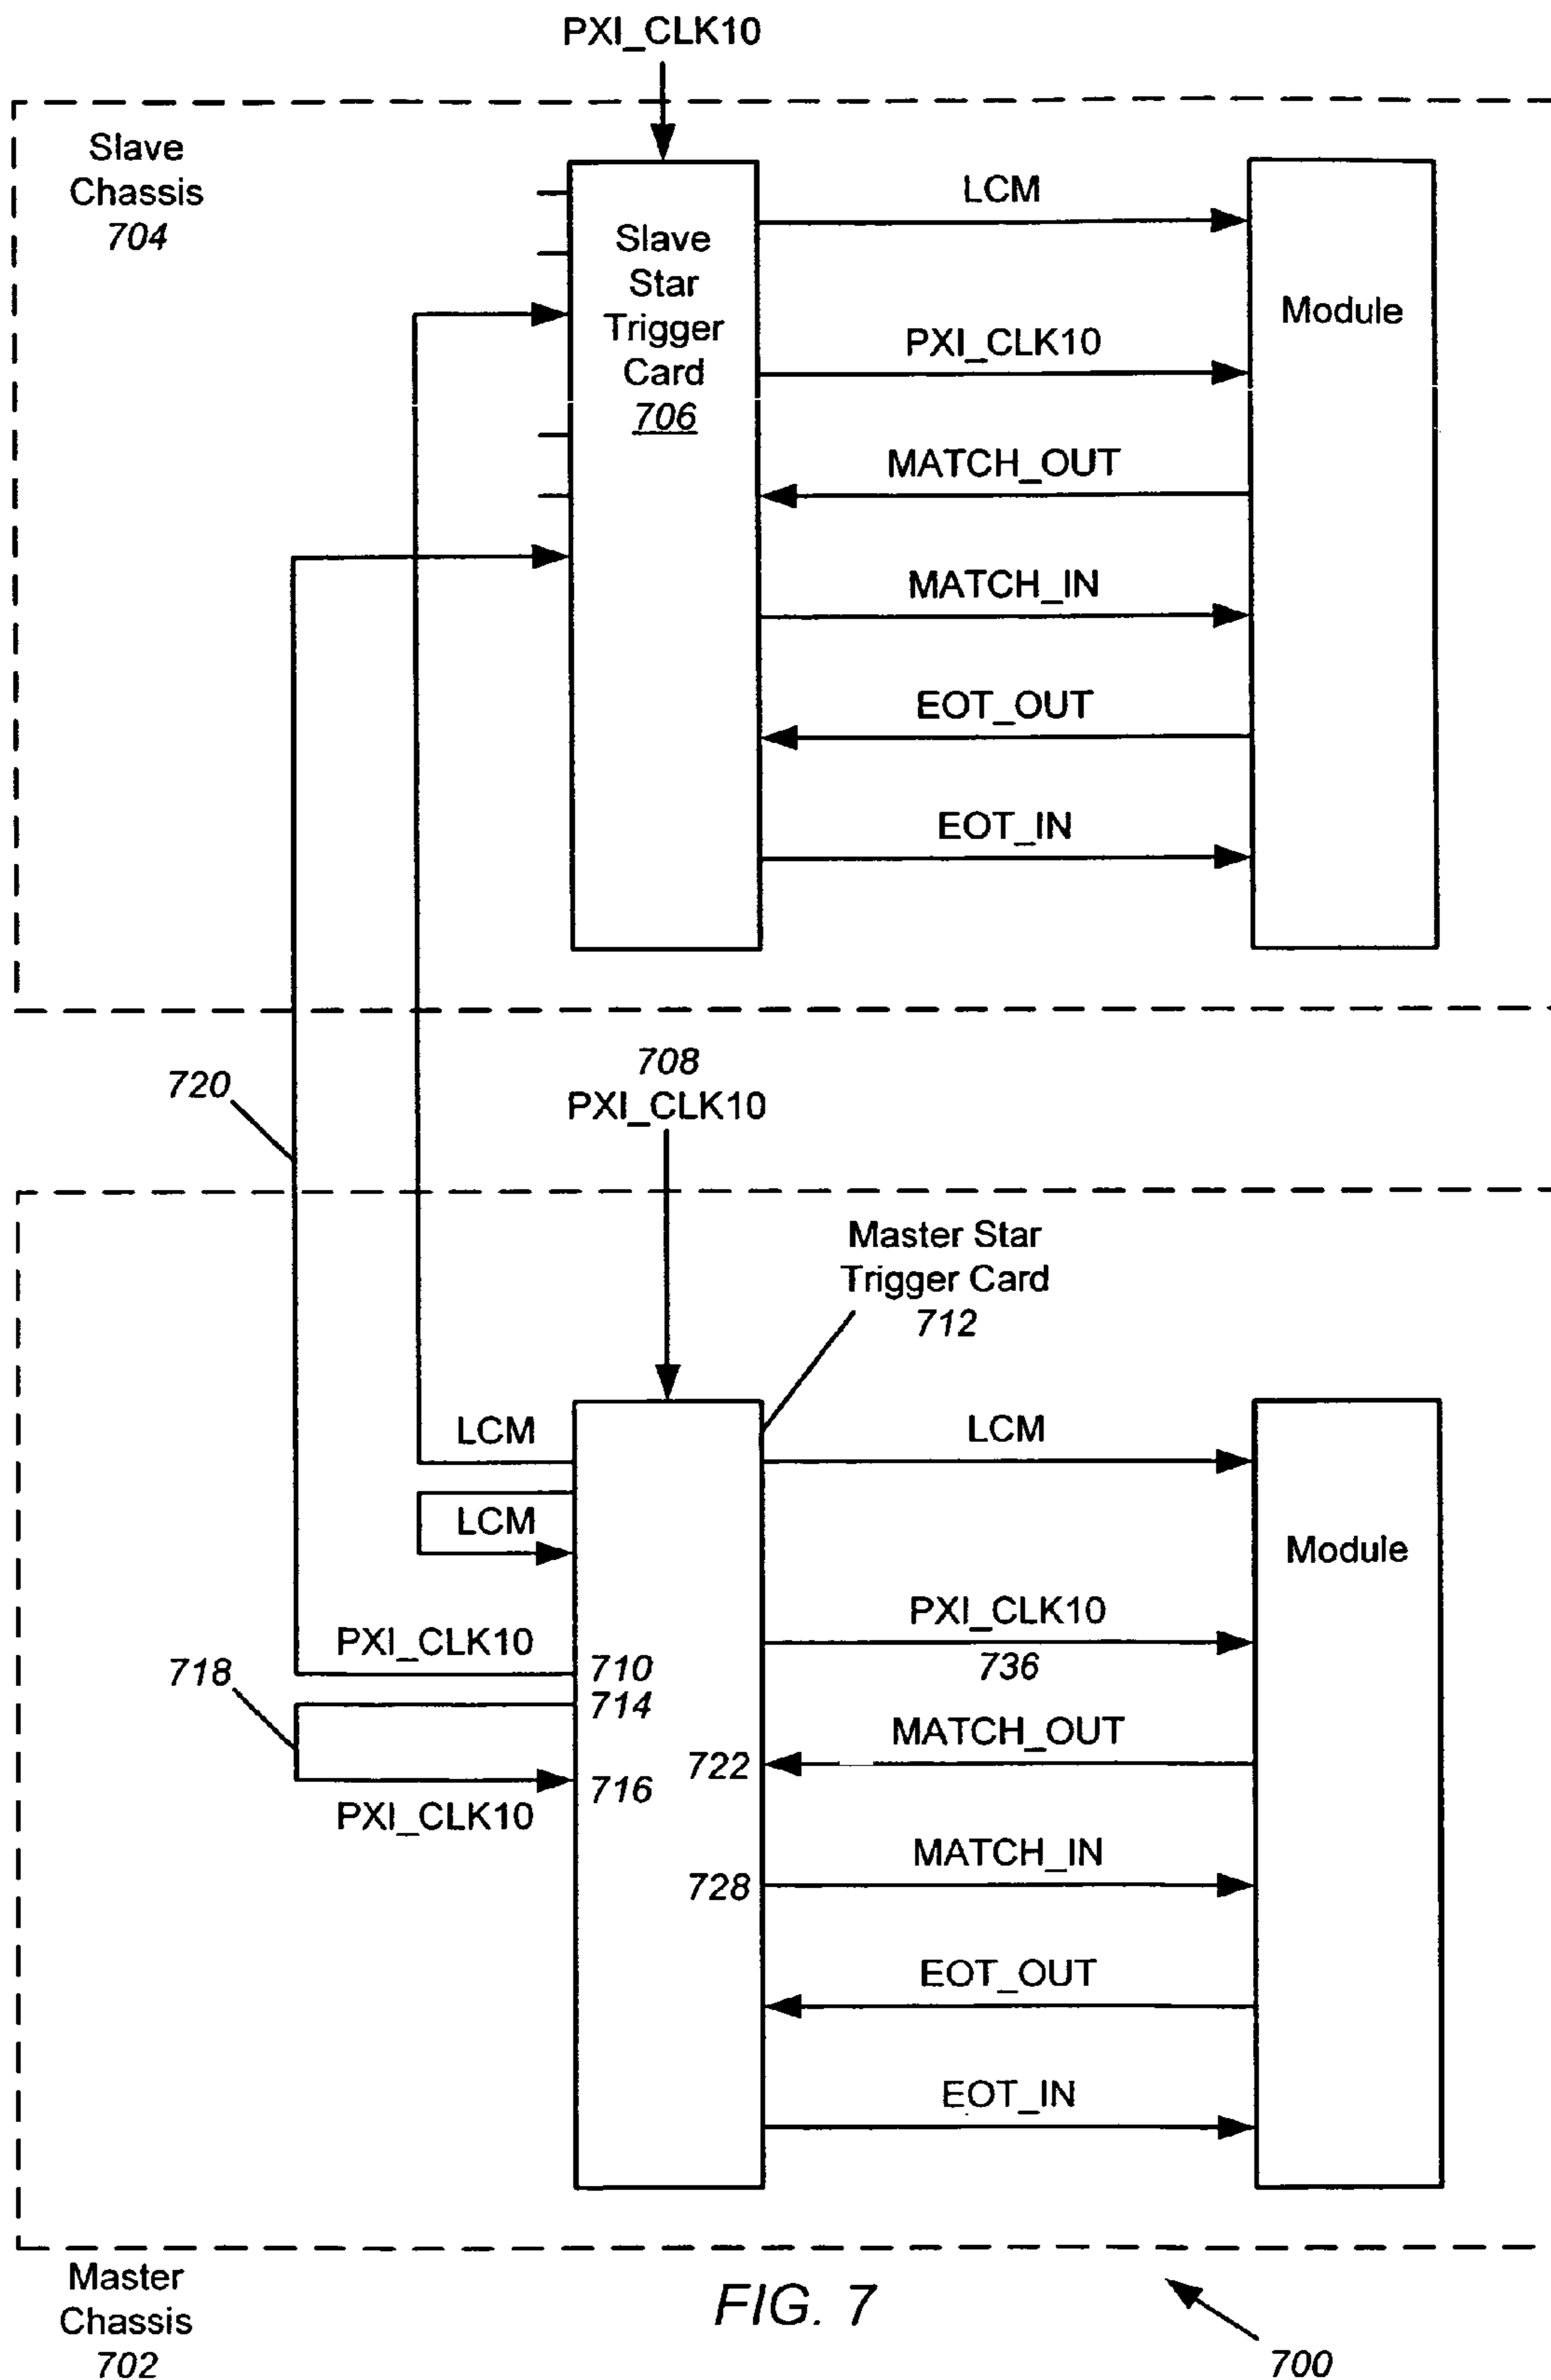 PXI_CLK10
Slave
Chassis
704
Slave
Star
Trigger
Card
706
LCM
PXI_CLK10
MATCH_OUT
MATCH_IN
EOT_OUT
EOT_IN
Module
720
708
PXI_CLK10
Master Star
Trigger Card
712
LCM
LCM
PXI_CLK10
718
PXI_CLK10
710
714
716
722
728
LCM
PXI_CLK10
736
MATCH_OUT
MATCH_IN
EOT_OUT
EOT_IN
Module
Master
Chassis
702
FIG. 7
700